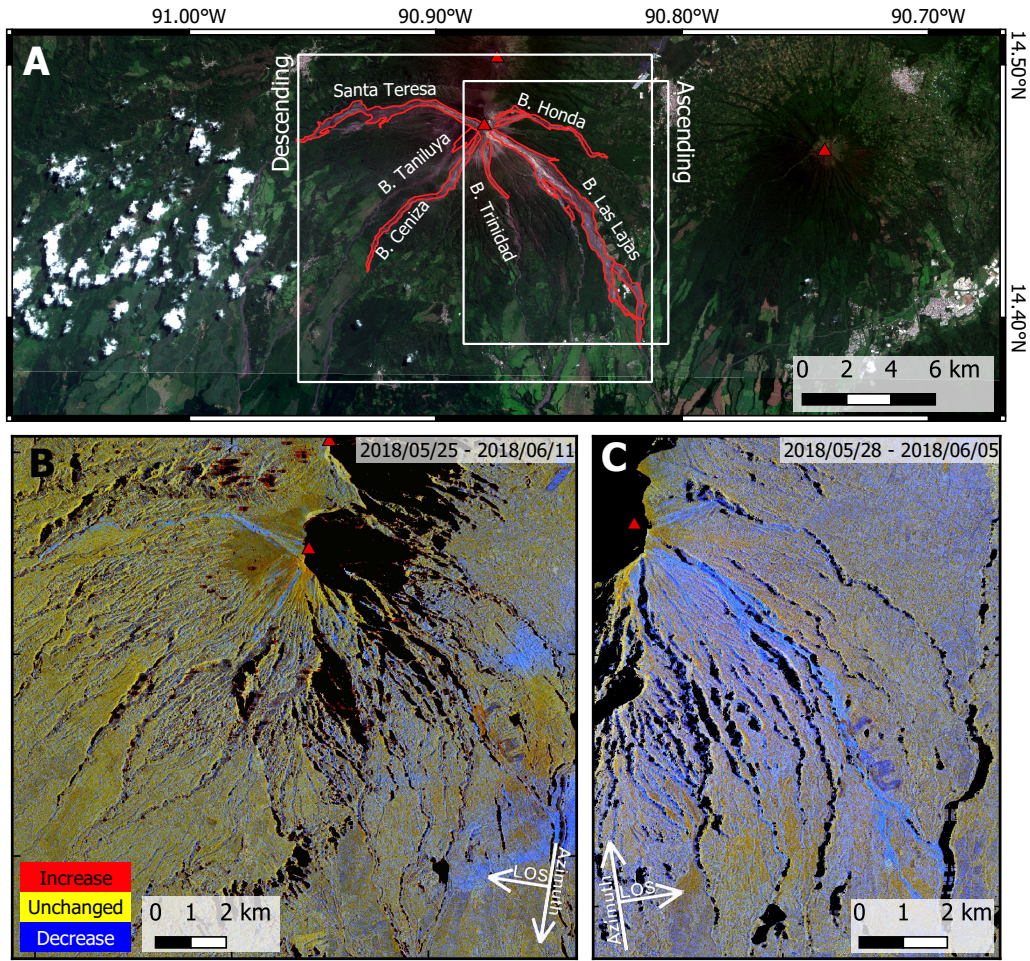 91.00°W 90.90°W 90.80°W 90.70°W
A
14.50°N
14.40°N
Descending
Ascending
Santa Teresa
B. Honda
B. Taniluya
B. Ceniza
B. Trinidad
B. Las Lajas
0 2 4 6 km
B
2018/05/25 - 2018/06/11
Increase
Unchanged
Decrease
0 1 2 km
LOS
Azimuth
C
2018/05/28 - 2018/06/05
Azimuth
LOS
0 1 2 km